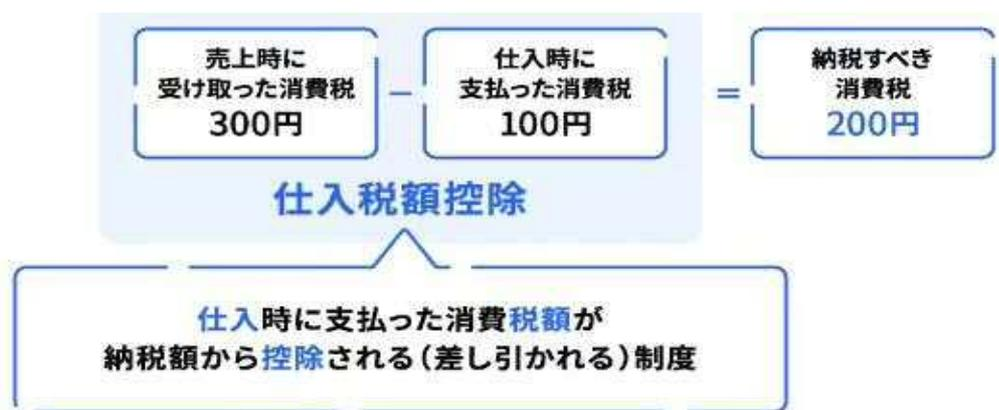 売上時に
受け取った消費税
300円
－
仕入時に
支払った消費税
100円
＝
納税すべき
消費税
200円
仕入税額控除
仕入時に支払った消費税額が
納税額から控除される（差し引かれる）制度